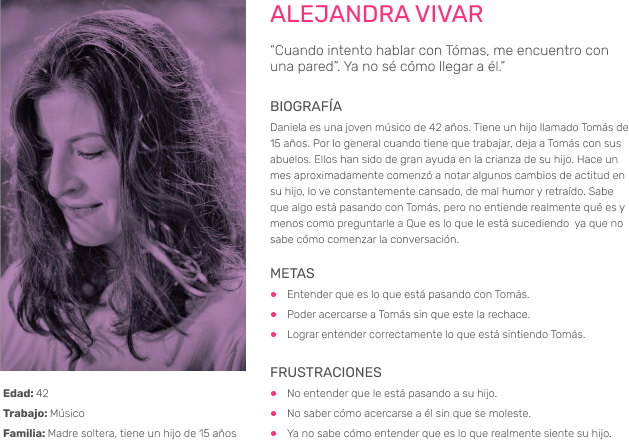 ALEJANDRA VIVAR
“Cuando intento hablar con Tómas, me encuentro con
una pared”. Ya no sé cómo llegar a él.”
BIOGRAFÍA
Daniela es una joven músico de 42 años. Tiene un hijo llamado Tomás de
15 años. Por lo general cuando tiene que trabajar, deja a Tomás con sus
abuelos. Ellos han sido de gran ayuda en la crianza de su hijo. Hace un
mes aproximadamente comenzó a notar algunos cambios de actitud en
su hijo, lo ve constantemente cansado, de mal humor y retraído. Sabe
que algo está pasando con Tomás, pero no entiende realmente qué es y
menos como preguntarle a Que es lo que le está sucediendo  ya que no
sabe cómo comenzar la conversación.
METAS
Entender que es lo que está pasando con Tomás.
Poder acercarse a Tomás sin que este la rechace.
Lograr entender correctamente lo que está sintiendo Tomás.
FRUSTRACIONES
No entender que le está pasando a su hijo.
No saber cómo acercarse a él sin que se moleste.
Ya no sabe cómo entender que es lo que realmente siente su hijo.
Edad: 42
Trabajo: Músico
Familia: Madre soltera, tiene un hijo de 15 años